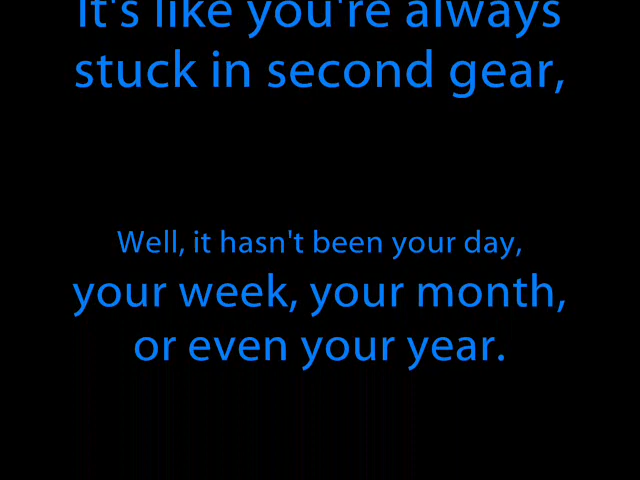 It's like you're always
stuck in second gear,
Well, it hasn't been your day,
your week, your month,
or even your year.